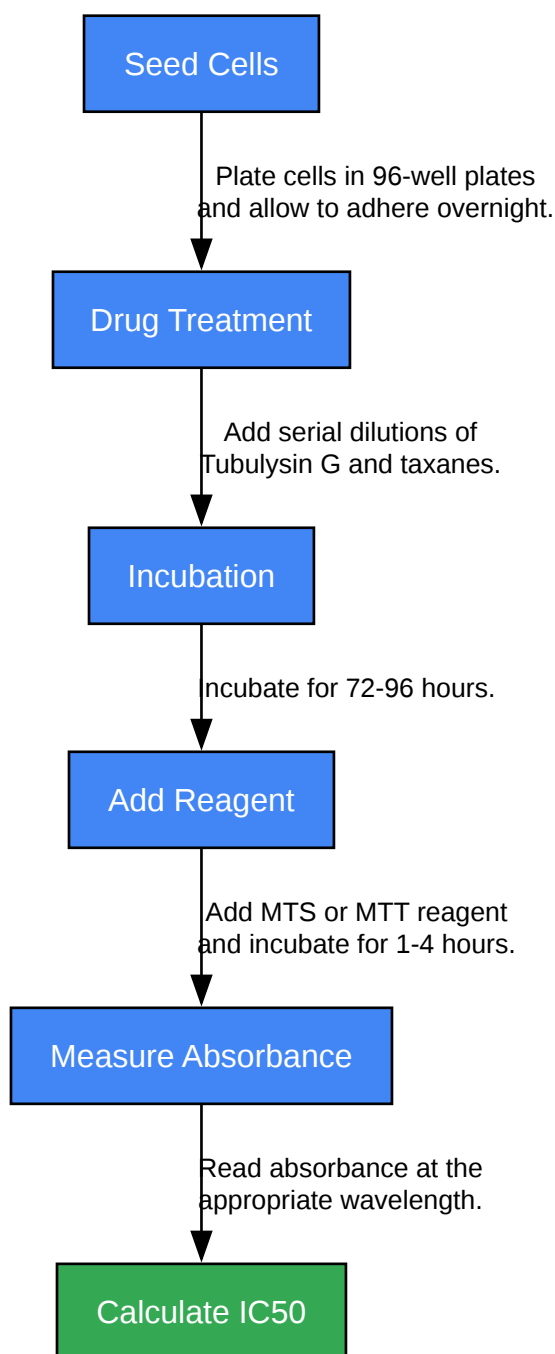 Seed Cells
Plate cells in 96-well plates
and allow to adhere overnight.
Drug Treatment
Add serial dilutions of
Tubulysin G and taxanes.
Incubation
Incubate for 72-96 hours.
Add Reagent
Add MTS or MTT reagent
and incubate for 1-4 hours.
Measure Absorbance
Read absorbance at the
appropriate wavelength.
Calculate IC50